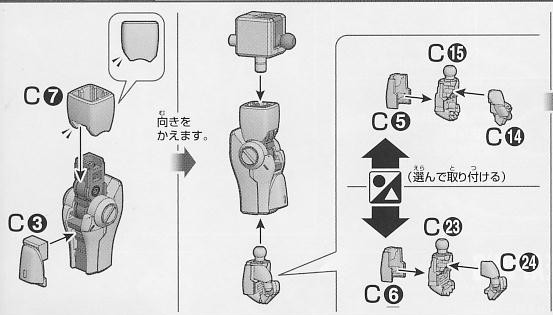 C7
C3
向きを
かえます。
む
C15
C5
C14
(選んで取り付ける)
えら と つ
C23
C6
C24